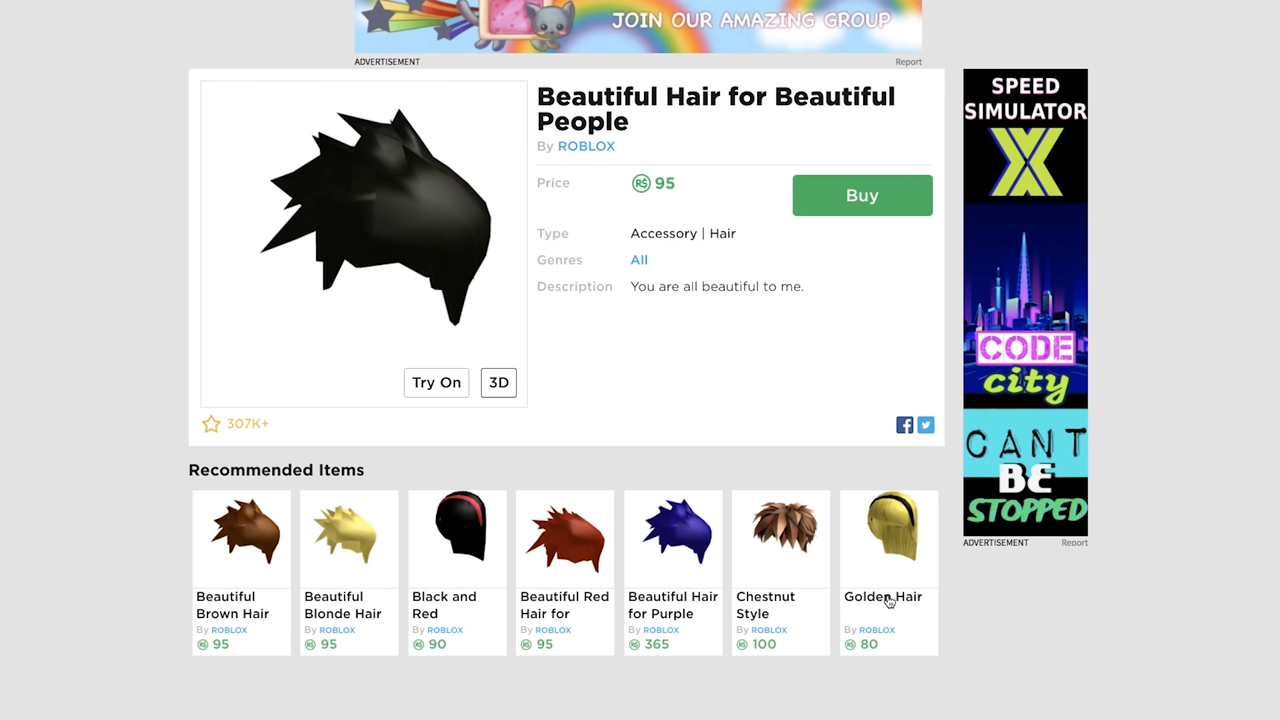 JOIN OUR AMAZING GROUP
ADVERTISEMENT
Report
Beautiful Hair for Beautiful
People
By ROBLOX
Price
R$ 95
Buy
Type
Accessory | Hair
Genres
All
Description
You are all beautiful to me.
Try On
3D
307K+
SPEED
SIMULATOR
X
CODE
city
CANT
BE
STOPPED
ADVERTISEMENT
Report
Recommended Items
Beautiful
Brown Hair
By ROBLOX
R$ 95
Beautiful
Blonde Hair
By ROBLOX
R$ 95
Black and
Red
By ROBLOX
R$ 90
Beautiful Red
Hair for
By ROBLOX
R$ 95
Beautiful Hair
for Purple
By ROBLOX
R$ 365
Chestnut
Style
By ROBLOX
R$ 100
Golden Hair
By ROBLOX
R$ 80